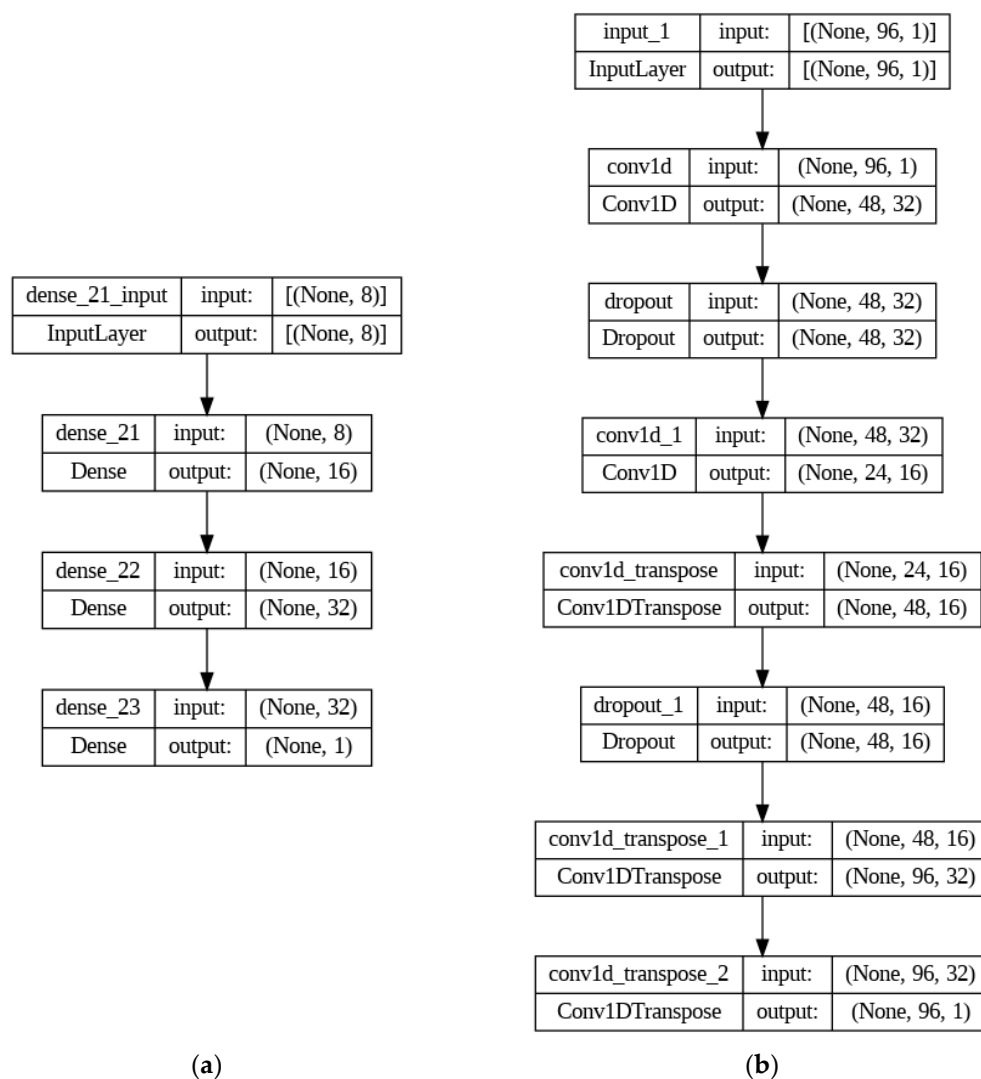 dense_21_input input: [(None, 8)]
InputLayer output: [(None, 8)]
dense_21 input: (None, 8)
Dense output: (None, 16)
dense_22 input: (None, 16)
Dense output: (None, 32)
dense_23 input: (None, 32)
Dense output: (None, 1)
(a)
input_1 input: [(None, 96, 1)]
InputLayer output: [(None, 96, 1)]
conv1d input: (None, 96, 1)
Conv1D output: (None, 48, 32)
dropout input: (None, 48, 32)
Dropout output: (None, 48, 32)
conv1d_1 input: (None, 48, 32)
Conv1D output: (None, 24, 16)
conv1d_transpose input: (None, 24, 16)
Conv1DTranspose output: (None, 48, 16)
dropout_1 input: (None, 48, 16)
Dropout output: (None, 48, 16)
conv1d_transpose_1 input: (None, 48, 16)
Conv1DTranspose output: (None, 96, 32)
conv1d_transpose_2 input: (None, 96, 32)
Conv1DTranspose output: (None, 96, 1)
(b)